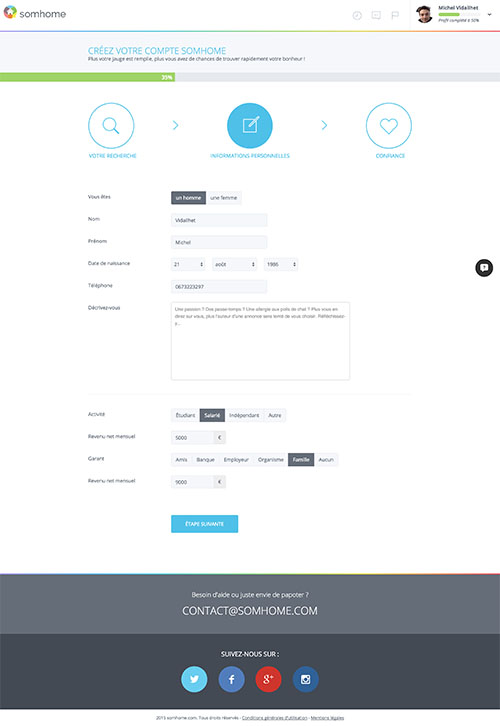 somhome
Michel Vidailhet
Profil complété à 50%
CRÉEZ VOTRE COMPTE SOMHOME
Plus votre jauge est remplie, plus vous avez de chances de trouver rapidement votre bonheur !
35%
VOTRE RECHERCHE
INFORMATIONS PERSONNELLES
CONFIANCE
Vous êtes un homme une femme
Nom Vidailhet
Prénom Michel
Date de naissance 21 août 1986
Téléphone 0673223297
Décrivez-vous
Une passion ? Des passe-temps ? Une allergie aux poils de chat ? Plus vous en
direz sur vous, plus l'auteur d'une annonce sera tenté de vous choisir.
Activité Étudiant Salarié Indépendant Autre
Revenu net mensuel 5000 €
Garant Amis Banque Employeur Organisme Famille Aucun
Revenu net mensuel 9000 €
ÉTAPE SUIVANTE
Besoin d'aide ou juste envie de papoter ?
CONTACT@SOMHOME.COM
SUIVEZ-NOUS SUR :
g+
2015 somhome.com. Tous droits réservés - Conditions générales d'utilisation - Mentions légales